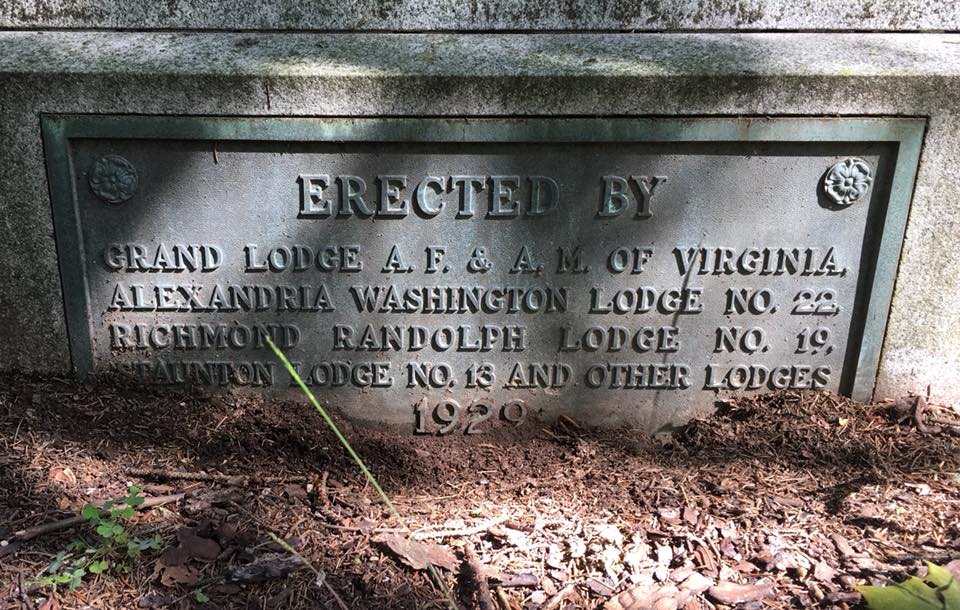 ERECTED BY
GRAND LODGE A. F. & A. M. OF VIRGINIA,
ALEXANDRIA WASHINGTON LODGE NO. 22,
RICHMOND RANDOLPH LODGE NO. 19,
STAUNTON LODGE NO. 13 AND OTHER LODGES
1929